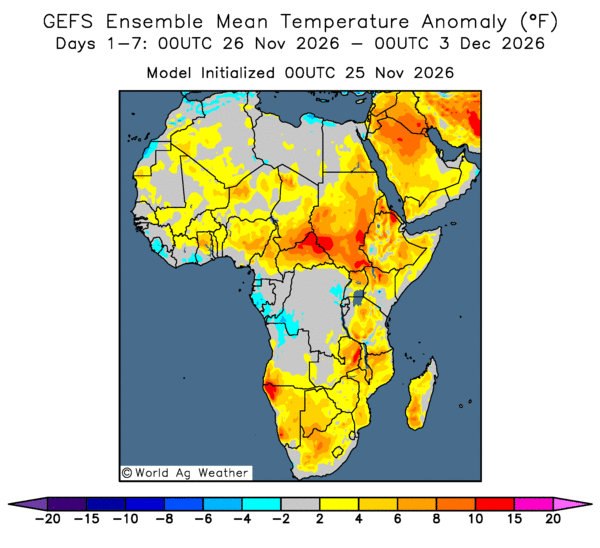 GEFS Ensemble Mean Temperature Anomaly (°F)
Days 1-7: 00UTC 26 Nov 2026 - 00UTC 3 Dec 2026
Model Initialized 00UTC 25 Nov 2026
© World Ag Weather
-20 -15 -10 -8 -6 -4 -2 2 4 6 8 10 15 20